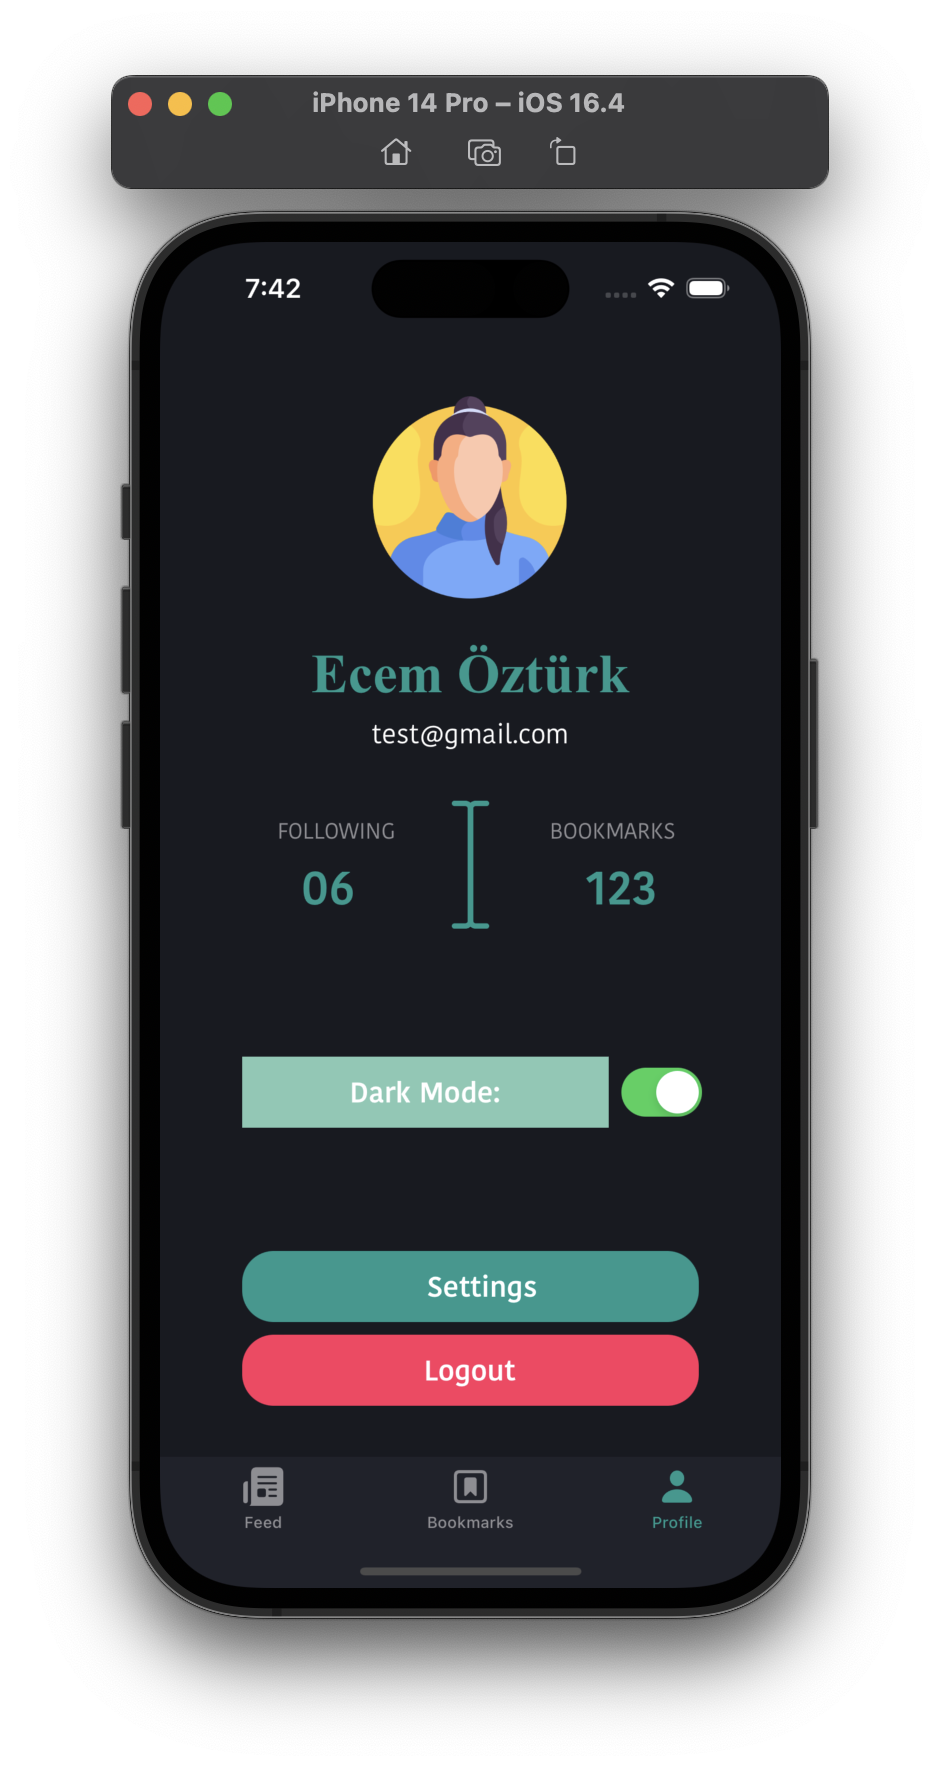 iPhone 14 Pro – iOS 16.4
7:42
Ecem Öztürk
test@gmail.com
FOLLOWING
06
BOOKMARKS
123
Dark Mode:
Settings
Logout
Feed
Bookmarks
Profile